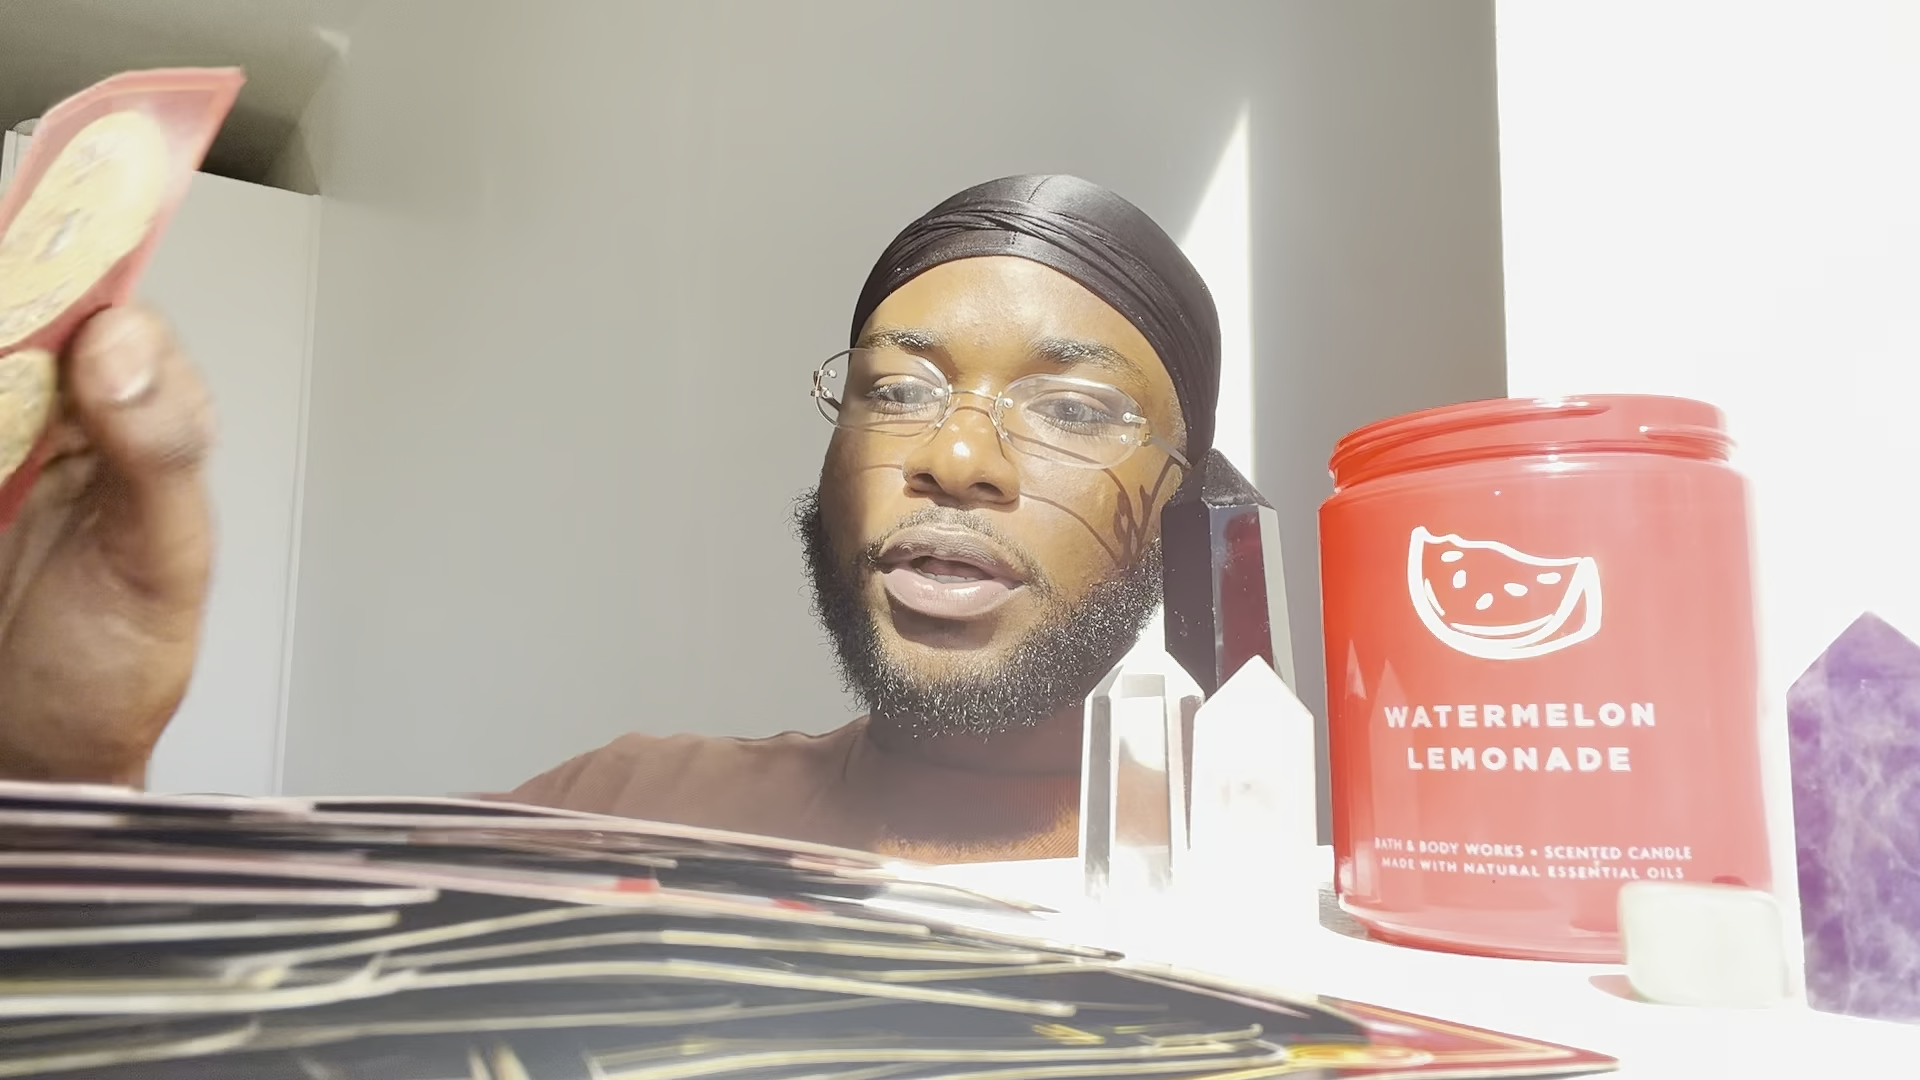 WATERMELON
LEMONADE
BATH & BODY WORKS • SCENTED CANDLE
MADE WITH NATURAL ESSENTIAL OILS